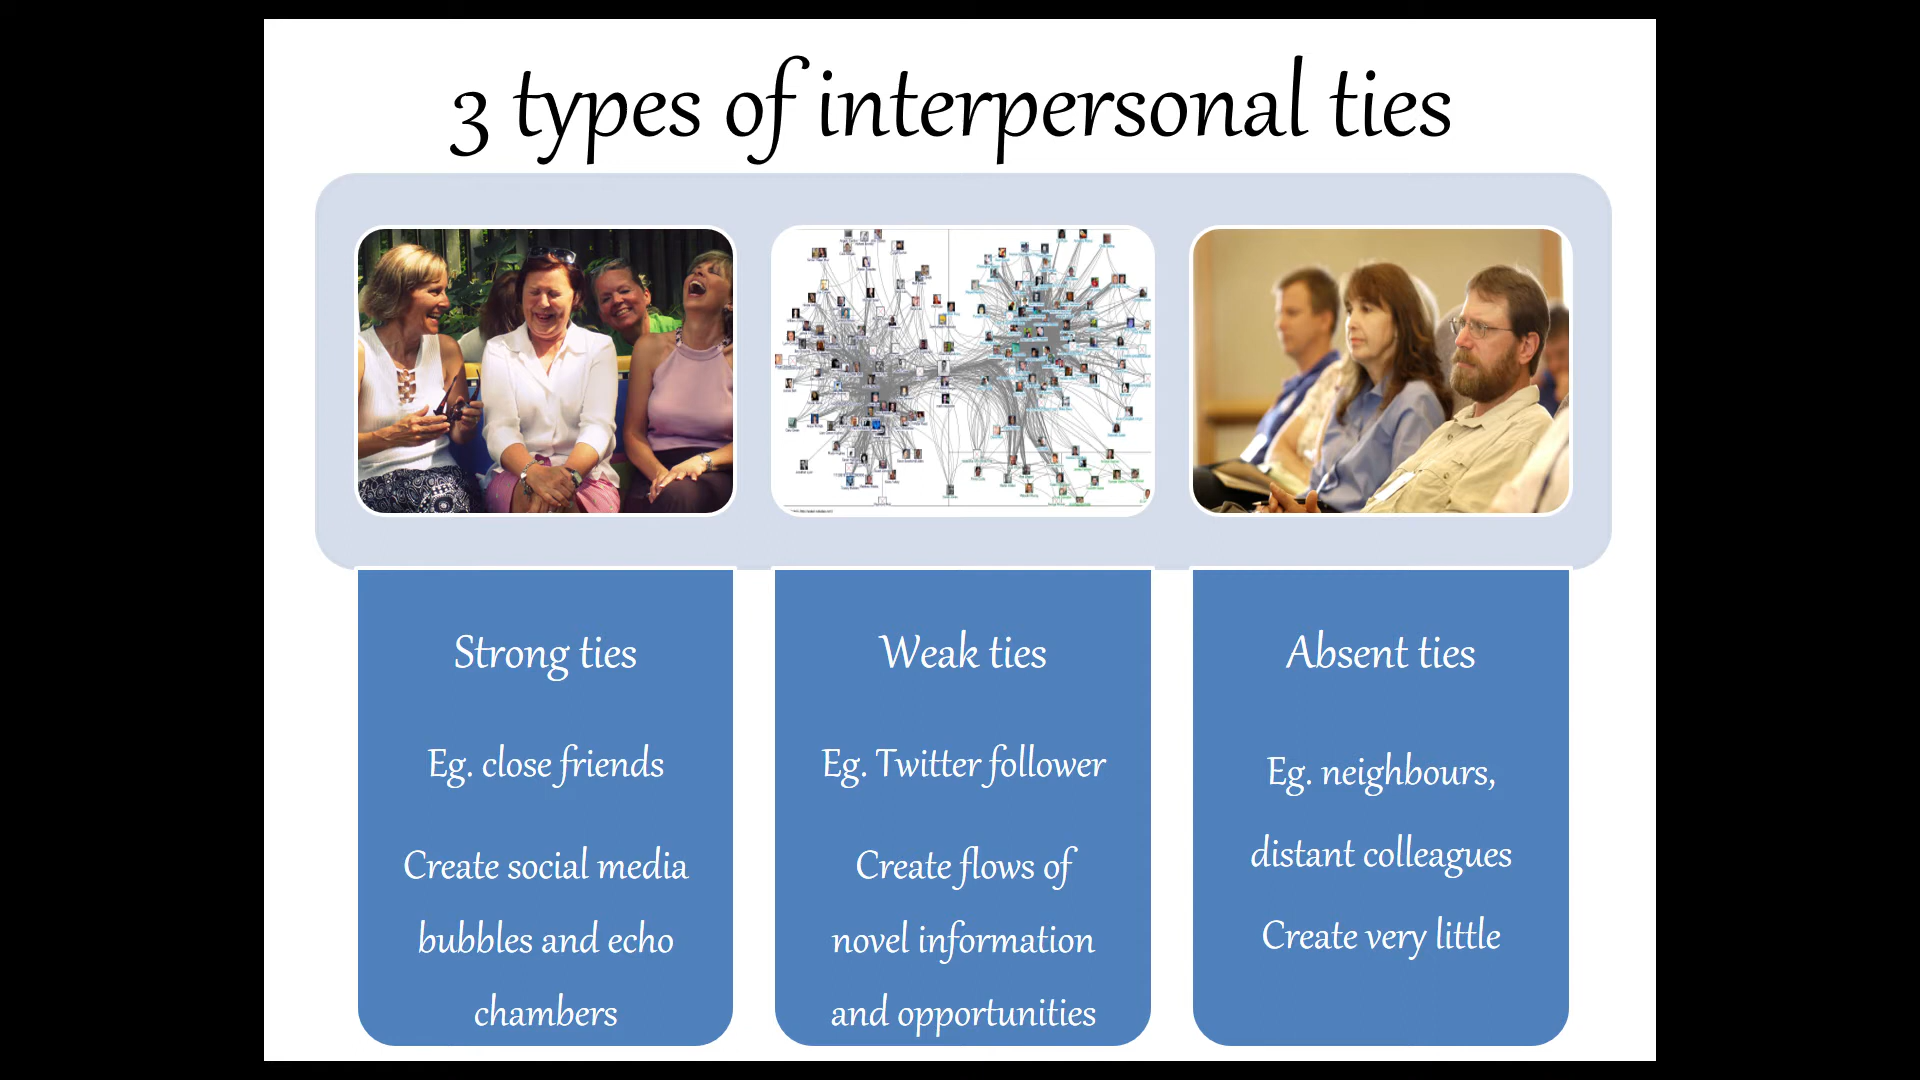 3 types of interpersonal ties
Strong ties
Eg. close friends
Create social media
bubbles and echo
chambers
Weak ties
Eg. Twitter follower
Create flows of
novel information
and opportunities
Absent ties
Eg. neighbours,
distant colleagues
Create very little